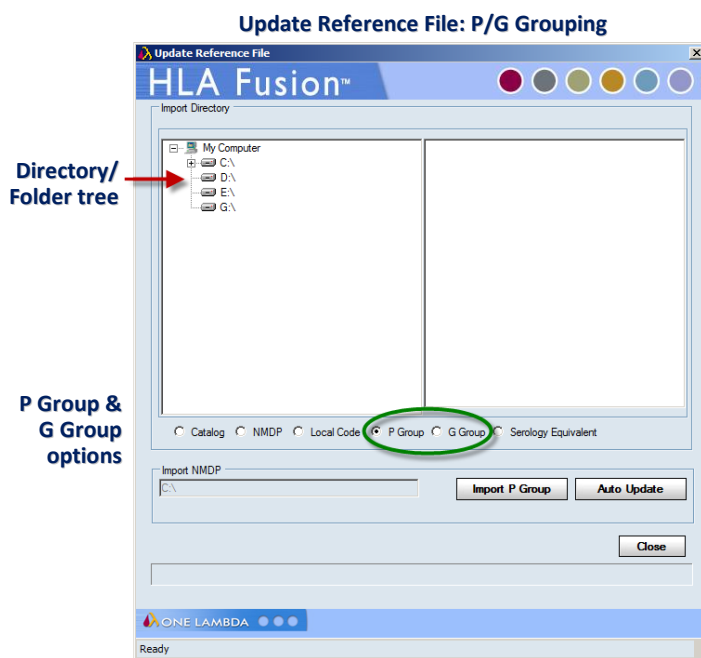 Update Reference File: P/G Grouping
Update Reference File
HLA Fusion™
Import Directory
My Computer
C:\
D:\
E:\
G:\
Directory/
Folder tree
P Group &
G Group
options
Catalog NMDP Local Code P Group G Group Serology Equivalent
Import NMDP
C:\ Import P Group Auto Update
Close
ONE LAMBDA
Ready